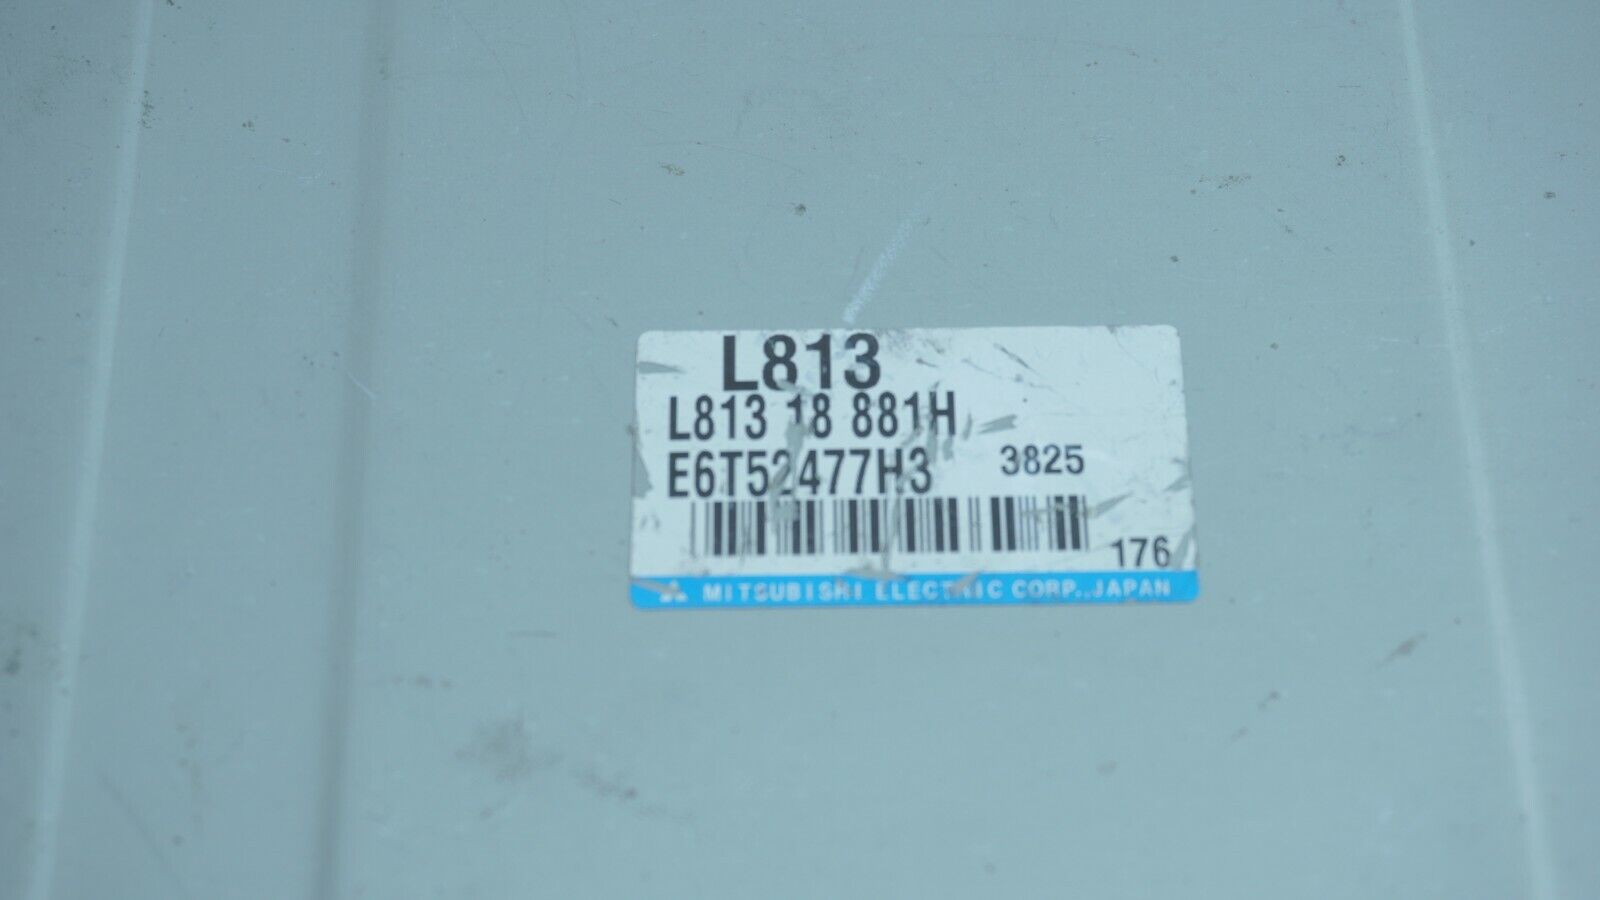 L813
L813 18 881H
E6T52477H3 3825
176
MITSUBISHI ELECTRIC CORP., JAPAN